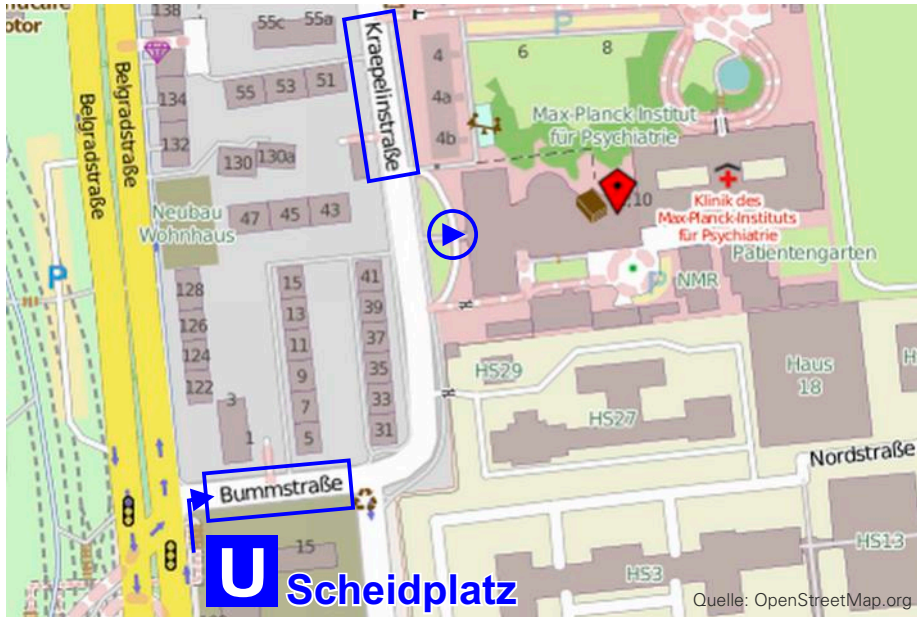 otor
138
55c
55a
4
6
8
P
Kraepelinstraße
Belgradstraße
Belgradstraße
134
132
55
53
51
4a
4b
Max-Planck-Institut
für Psychiatrie
130
130a
Neubau
Wohnhaus
47
45
43
10
Klinik des
Max-Planck-Instituts
für Psychiatrie
Patientengarten
P
P
NMR
128
126
124
122
15
13
11
9
7
5
41
39
37
35
33
31
3
1
HS29
HS27
Haus
18
Nordstraße
Bummstraße
15
HS3
HS13
U Scheidplatz
Quelle: OpenStreetMap.org